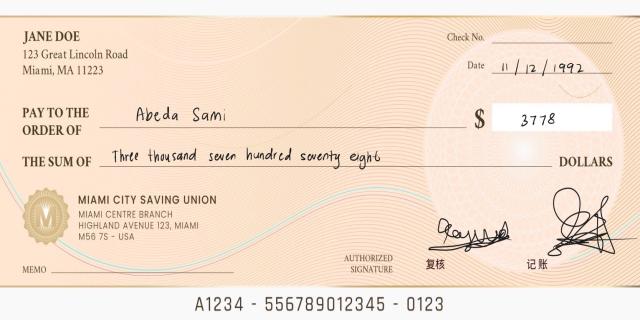 JANE DOE
123 Great Lincoln Road
Miami, MA 11223
Check No.
Date 11/12/1992
PAY TO THE ORDER OF Abeda Sami
$ 3778
THE SUM OF Three thousand seven hundred seventy eight DOLLARS
MIAMI CITY SAVING UNION
MIAMI CENTRE BRANCH
HIGHLAND AVENUE 123, MIAMI
M56 7S - USA
MEMO
AUTHORIZED SIGNATURE
复核
记账
A1234 - 556789012345 - 0123